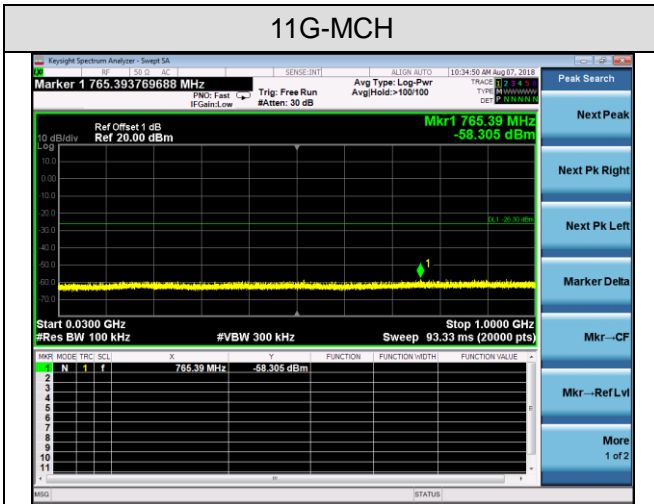 11G-MCH
Keysight Spectrum Analyzer - Swept SA
LXI RF 50 Ω AC SENSE:INT ALIGN AUTO 10:34:50 AM Aug 07, 2018
Marker 1 765.393769688 MHz
PNO: Fast Trig: Free Run Avg Type: Log-Pwr TRACE 1 2 3 4 5 6
IFGain:Low #Atten: 30 dB Avg|Hold:>100/100 TYPE M WWWWW
DET P N N N N N
Peak Search
Ref Offset 1 dB Mkr1 765.39 MHz
10 dB/div Ref 20.00 dBm -58.305 dBm
Log
10.0
0.00
-10.0
-20.0
DL1 -26.30 dBm
-30.0
-40.0
-50.0
1
-60.0
-70.0
Start 0.0300 GHz Stop 1.0000 GHz
#Res BW 100 kHz #VBW 300 kHz Sweep 93.33 ms (20000 pts)
MKR MODE TRC SCL X Y FUNCTION FUNCTION WIDTH FUNCTION VALUE
1 N 1 f 765.39 MHz -58.305 dBm
2
3
4
5
6
7
8
9
10
11
MSG STATUS
Next Peak
Next Pk Right
Next Pk Left
Marker Delta
Mkr→CF
Mkr→Ref Lvl
More
1 of 2